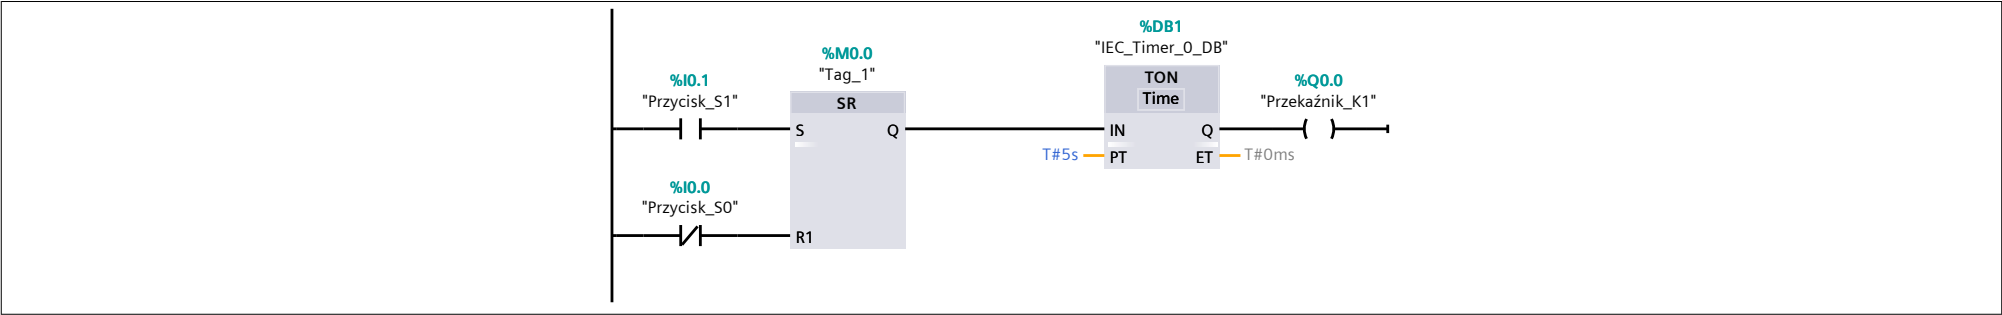 %DB1
"IEC_Timer_0_DB"
%M0.0
"Tag_1"
TON
Time
%I0.1
"Przycisk_S1"
SR
%Q0.0
"Przekaźnik_K1"
S
Q
IN
Q
T#5s
PT
ET
T#0ms
%I0.0
"Przycisk_S0"
R1